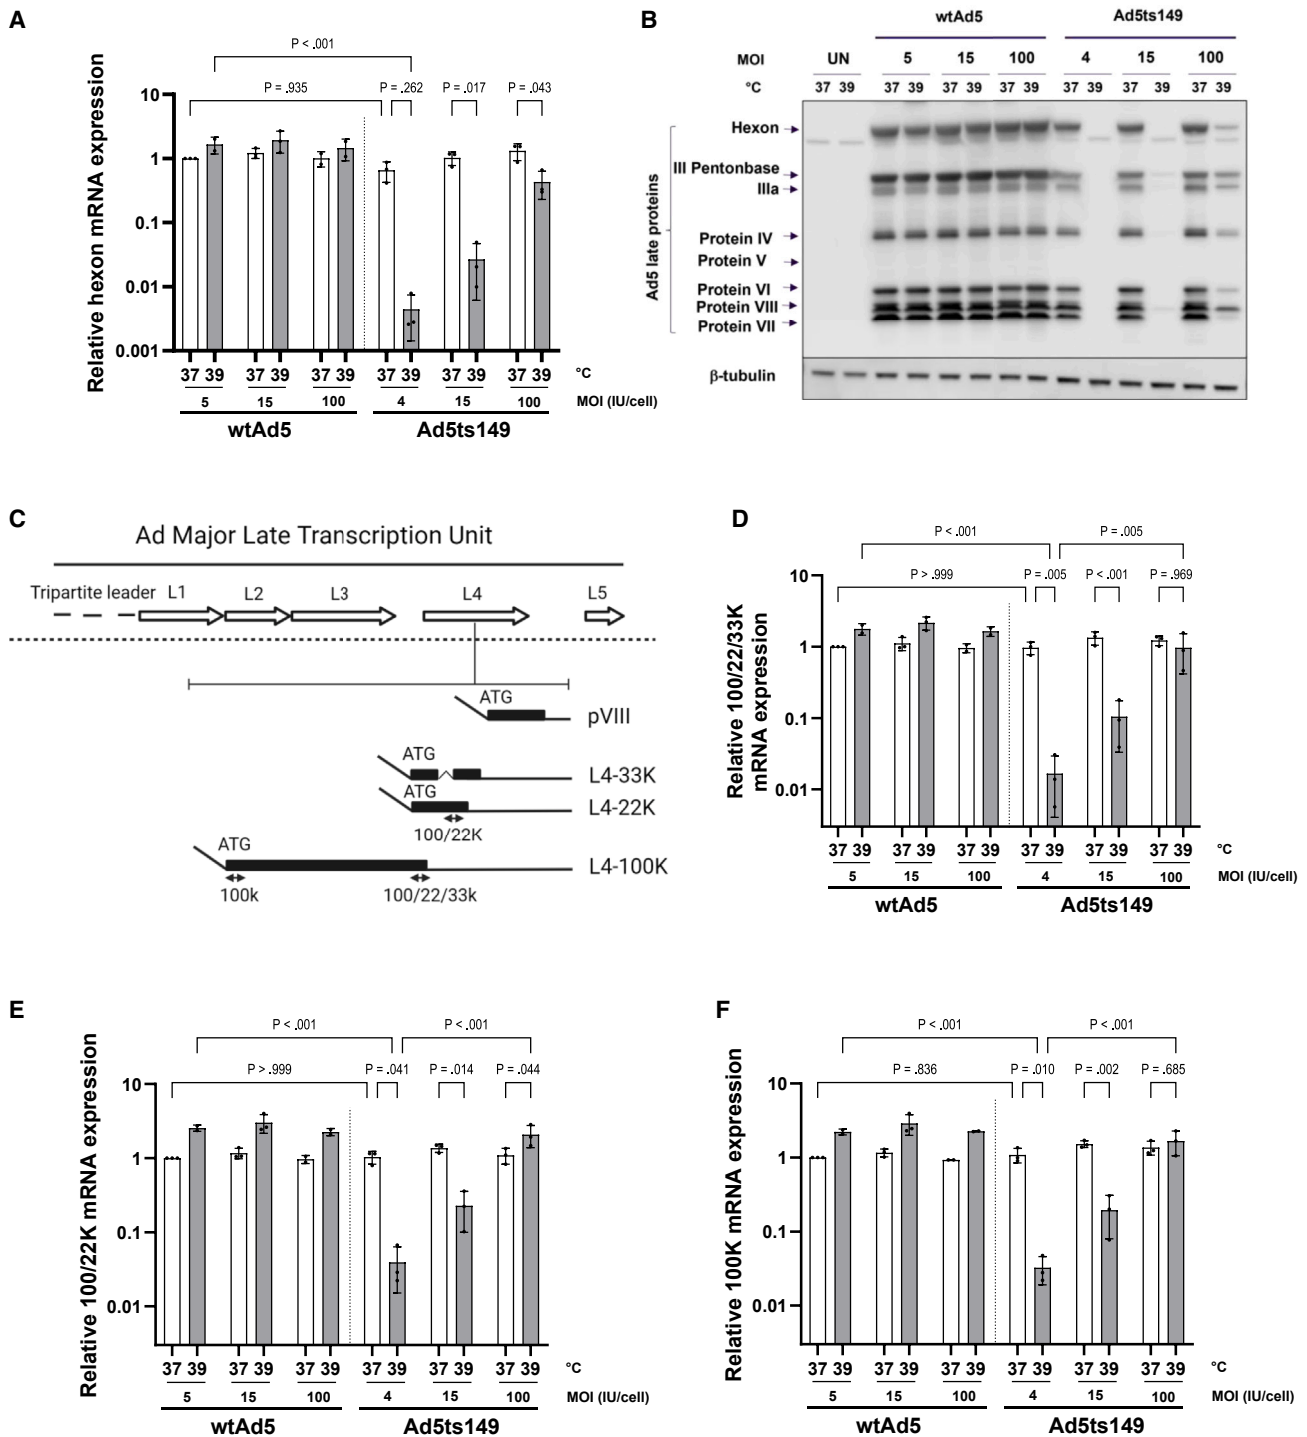 A
P < .001
P = .935
P = .262
P = .017
P = .043
Relative hexon mRNA expression
10
1
0.1
0.01
0.001
37 39 37 39 37 39 37 39 37 39 37 39 °C
5 15 100 4 15 100 MOI (IU/cell)
wtAd5 Ad5ts149
B
wtAd5 Ad5ts149
MOI UN 5 15 100 4 15 100
°C 37 39 37 39 37 39 37 39 37 39 37 39 37 39
Ad5 late proteins
Hexon
III Pentonbase
IIIa
Protein IV
Protein V
Protein VI
Protein VIII
Protein VII
β-tubulin
C
Ad Major Late Transcription Unit
Tripartite leader L1 L2 L3 L4 L5
ATG
pVIII
ATG
L4-33K
ATG
L4-22K
100/22K
ATG
L4-100K
100k 100/22/33k
D
P < .001 P = .005
P > .999 P = .005 P < .001 P = .969
Relative 100/22/33K
mRNA expression
10
1
0.1
0.01
37 39 37 39 37 39 37 39 37 39 37 39 °C
5 15 100 4 15 100 MOI (IU/cell)
wtAd5 Ad5ts149
E
P < .001 P < .001
P > .999 P = .041 P = .014 P = .044
Relative 100/22K mRNA expression
10
1
0.1
0.01
37 39 37 39 37 39 37 39 37 39 37 39 °C
5 15 100 4 15 100 MOI (IU/cell)
wtAd5 Ad5ts149
F
P < .001 P < .001
P = .836 P = .010 P = .002 P = .685
Relative 100K mRNA expression
10
1
0.1
0.01
37 39 37 39 37 39 37 39 37 39 37 39 °C
5 15 100 4 15 100 MOI (IU/cell)
wtAd5 Ad5ts149